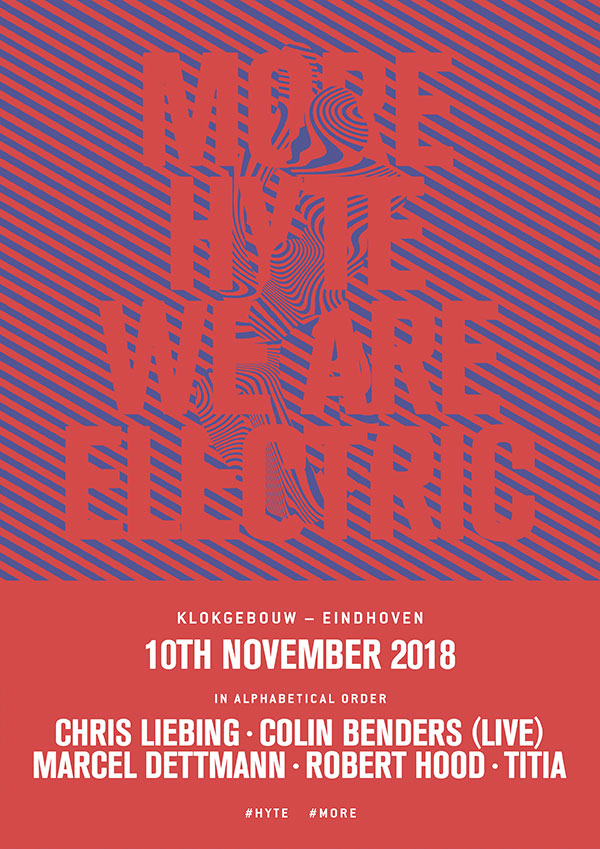 MORE
HYTE
WE ARE
ELECTRIC
KLOKGEBOUW – EINDHOVEN
10TH NOVEMBER 2018
IN ALPHABETICAL ORDER
CHRIS LIEBING · COLIN BENDERS (LIVE)
MARCEL DETTMANN · ROBERT HOOD · TITIA
#HYTE #MORE